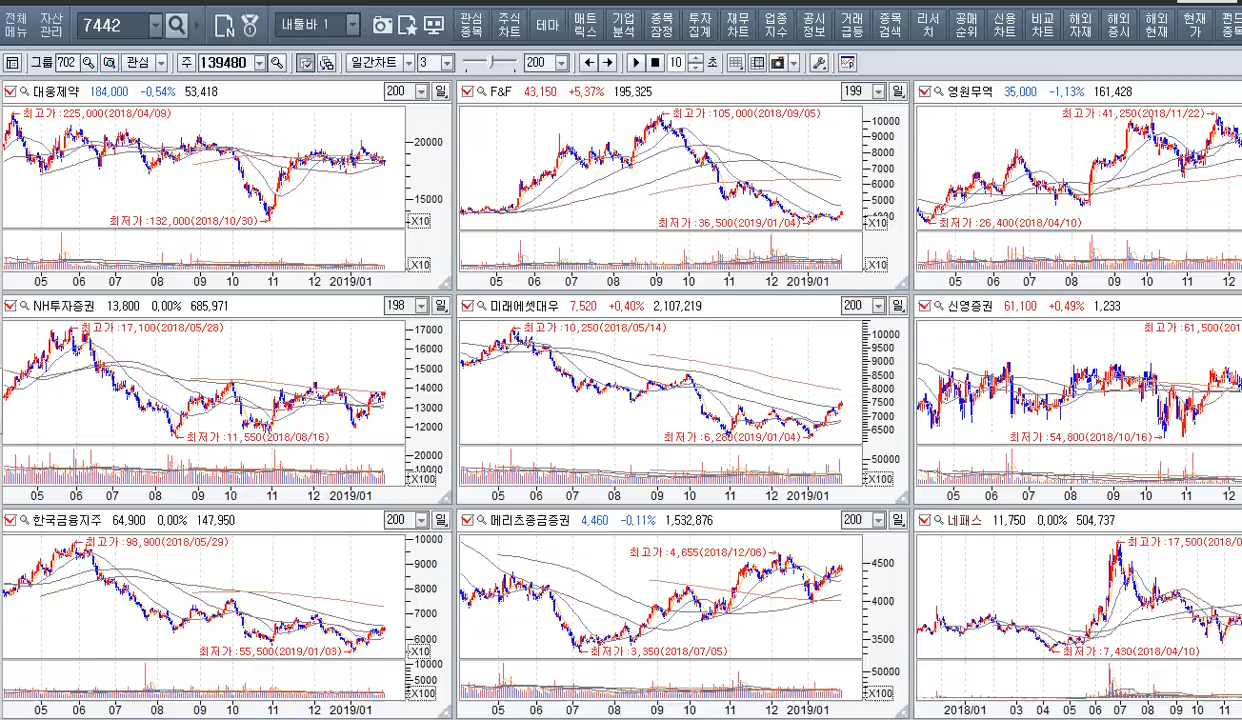 전체 자산 7442 내툴바 1 관심 주식 테마 매트 기업 종목 투자 재무 업종 공시 거래 종목 리서 공매 신용 비교 해외 해외 해외 현재 펀드
메뉴 관리 종목 차트 릭스 분석 잠정 집계 차트 지수 정보 급등 검색 치 순위 차트 차트 자재 증시 현재 가 종목
그룹 702 관심 주 139480 일간차트 3 200 10 초
대웅제약 184,000 -0,54% 53,418 200 일
최고가:225,000(2018/04/09)
20000
15000
최저가:132,000(2018/10/30)
X10
X10
05 06 07 08 09 10 11 12 2019/01
F&F 43,150 +5,37% 195,325 199 일
최고가:105,000(2018/09/05)
10000
9000
8000
7000
6000
5000
4000
최저가:36,500(2019/01/04)
X10
X10
05 06 07 08 09 10 11 12 2019/01
영원무역 35,000 -1,13% 161,428
최고가:41,250(2018/11/22)
최저가:26,400(2018/04/10)
05 06 07 08 09 10 11 12
NH투자증권 13,800 0,00% 685,971 198 일
최고가:17,100(2018/05/28)
17000
16000
15000
14000
13000
12000
최저가:11,550(2018/08/16)
20000
10000
X100
05 06 07 08 09 10 11 12 2019/01
미래에셋대우 7,520 +0,40% 2,107,219 200 일
최고가:10,250(2018/05/14)
10000
9500
9000
8500
8000
7500
7000
6500
최저가:6,280(2019/01/04)
50000
X100
05 06 07 08 09 10 11 12 2019/01
신영증권 61,100 +0,49% 1,233
최고가:61,500(201
최저가:54,800(2018/10/16)
05 06 07 08 09 10 11 12
한국금융지주 64,900 0,00% 147,950 200 일
최고가:98,900(2018/05/29)
10000
9000
8000
7000
6000
최저가:55,500(2019/01/03)
X10
10000
5000
X100
05 06 07 08 09 10 11 12 2019/01
메리츠종금증권 4,460 -0,11% 1,532,876 200 일
최고가:4,655(2018/12/06)
4500
4000
3500
최저가:3,350(2018/07/05)
50000
X100
05 06 07 08 09 10 11 12 2019/01
네패스 11,750 0,00% 504,737
최고가:17,500(2018/0
최저가:7,430(2018/04/10)
2018/01 03 04 05 06 07 08 09 10 11